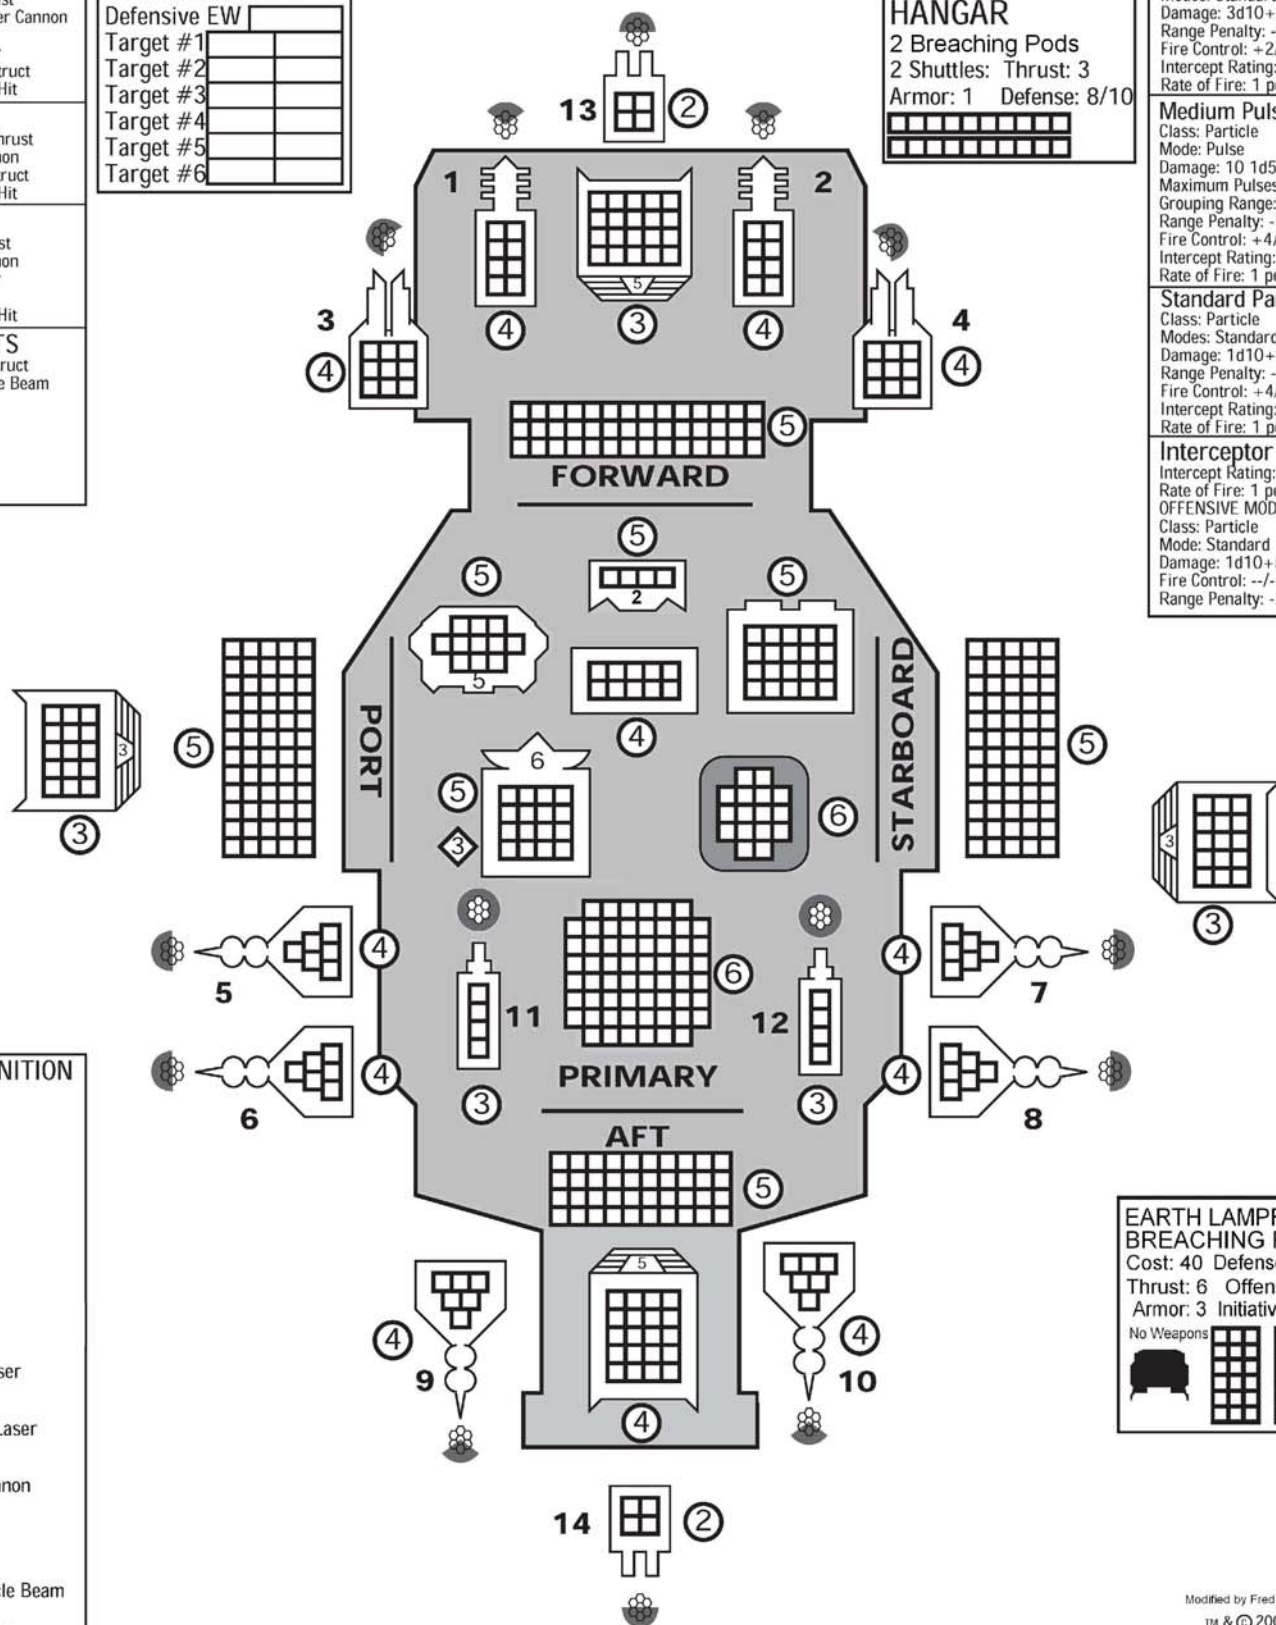 er Cannon
ruct
Hit
hrust
ruct
Hit
st
Hit
TS
ruct
e Beam
Defensive EW
Target #1
Target #2
Target #3
Target #4
Target #5
Target #6
HANGAR
2 Breaching Pods
2 Shuttles: Thrust: 3
Armor: 1 Defense: 8/10
Damage: 3d10+
Range Penalty: -
Fire Control: +2/
Intercept Rating:
Rate of Fire: 1 p
Medium Puls
Class: Particle
Mode: Pulse
Damage: 10 1d5
Maximum Pulses
Grouping Range:
Range Penalty: -
Fire Control: +4/
Intercept Rating:
Rate of Fire: 1 pe
Standard Pa
Class: Particle
Modes: Standard
Damage: 1d10+
Range Penalty: -
Fire Control: +4/
Intercept Rating:
Rate of Fire: 1 p
Interceptor
Intercept Rating:
Rate of Fire: 1 pe
OFFENSIVE MOD
Class: Particle
Mode: Standard
Damage: 1d10+
Fire Control: --/-
Range Penalty: -
13 2
1 2
5
4 3 4
3 4
4 4
5
FORWARD
5
5 5
2
5
4
PORT
STARBOARD
5 5
3
3
6
5
3
6
3
3
4 4
5 7
6
11 12
4 4
6 8
PRIMARY
3 3
AFT
5
5
4 4
9 10
4
14 2
NITION
ser
Laser
non
le Beam
EARTH LAMP
BREACHING
Cost: 40 Defens
Thrust: 6 Offen
Armor: 3 Initiativ
No Weapons
Modified by Fred
TM & © 200